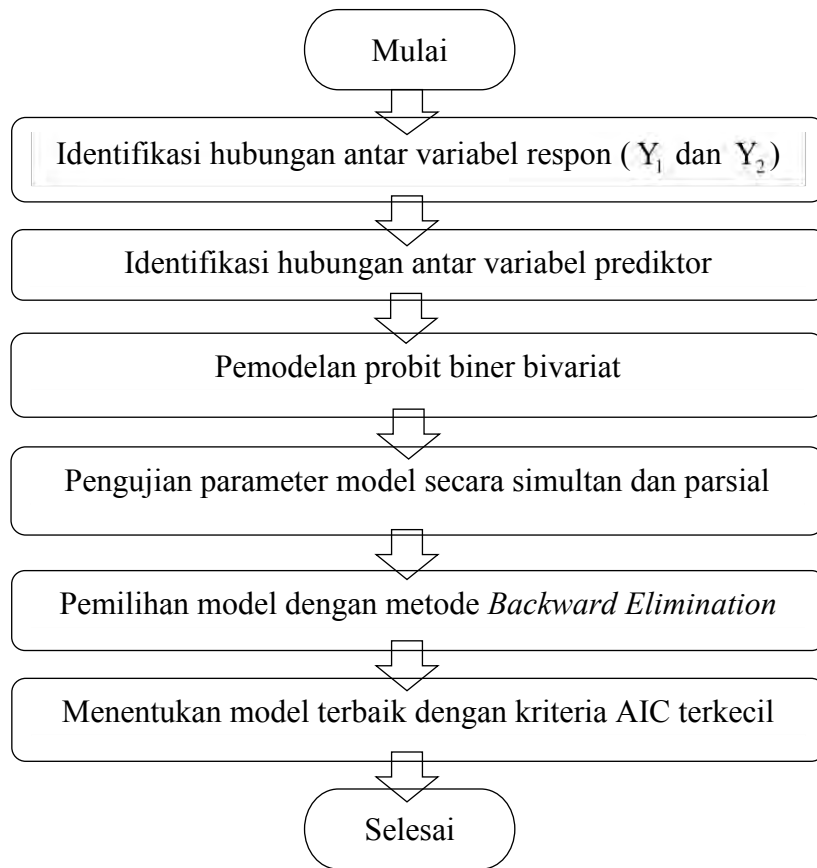 Mulai
Identifikasi hubungan antar variabel respon ( Y₁ dan Y₂ )
Identifikasi hubungan antar variabel prediktor
Pemodelan probit biner bivariat
Pengujian parameter model secara simultan dan parsial
Pemilihan model dengan metode Backward Elimination
Menentukan model terbaik dengan kriteria AIC terkecil
Selesai